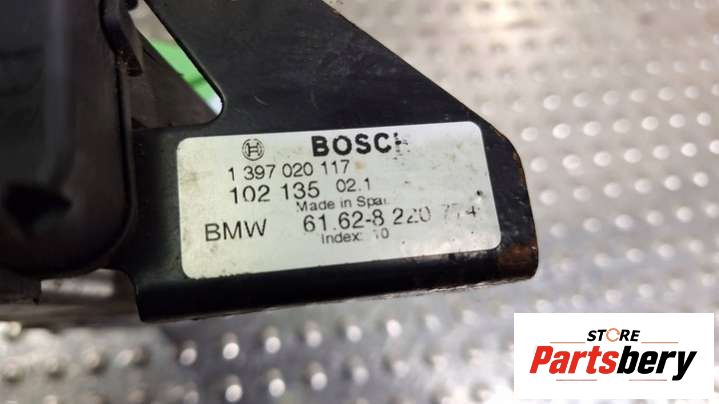 BOSCH
1 397 020 117
102 135 02.1
Made in Spai
BMW 61.62-8 220
Index: 10
STORE
Partsbery